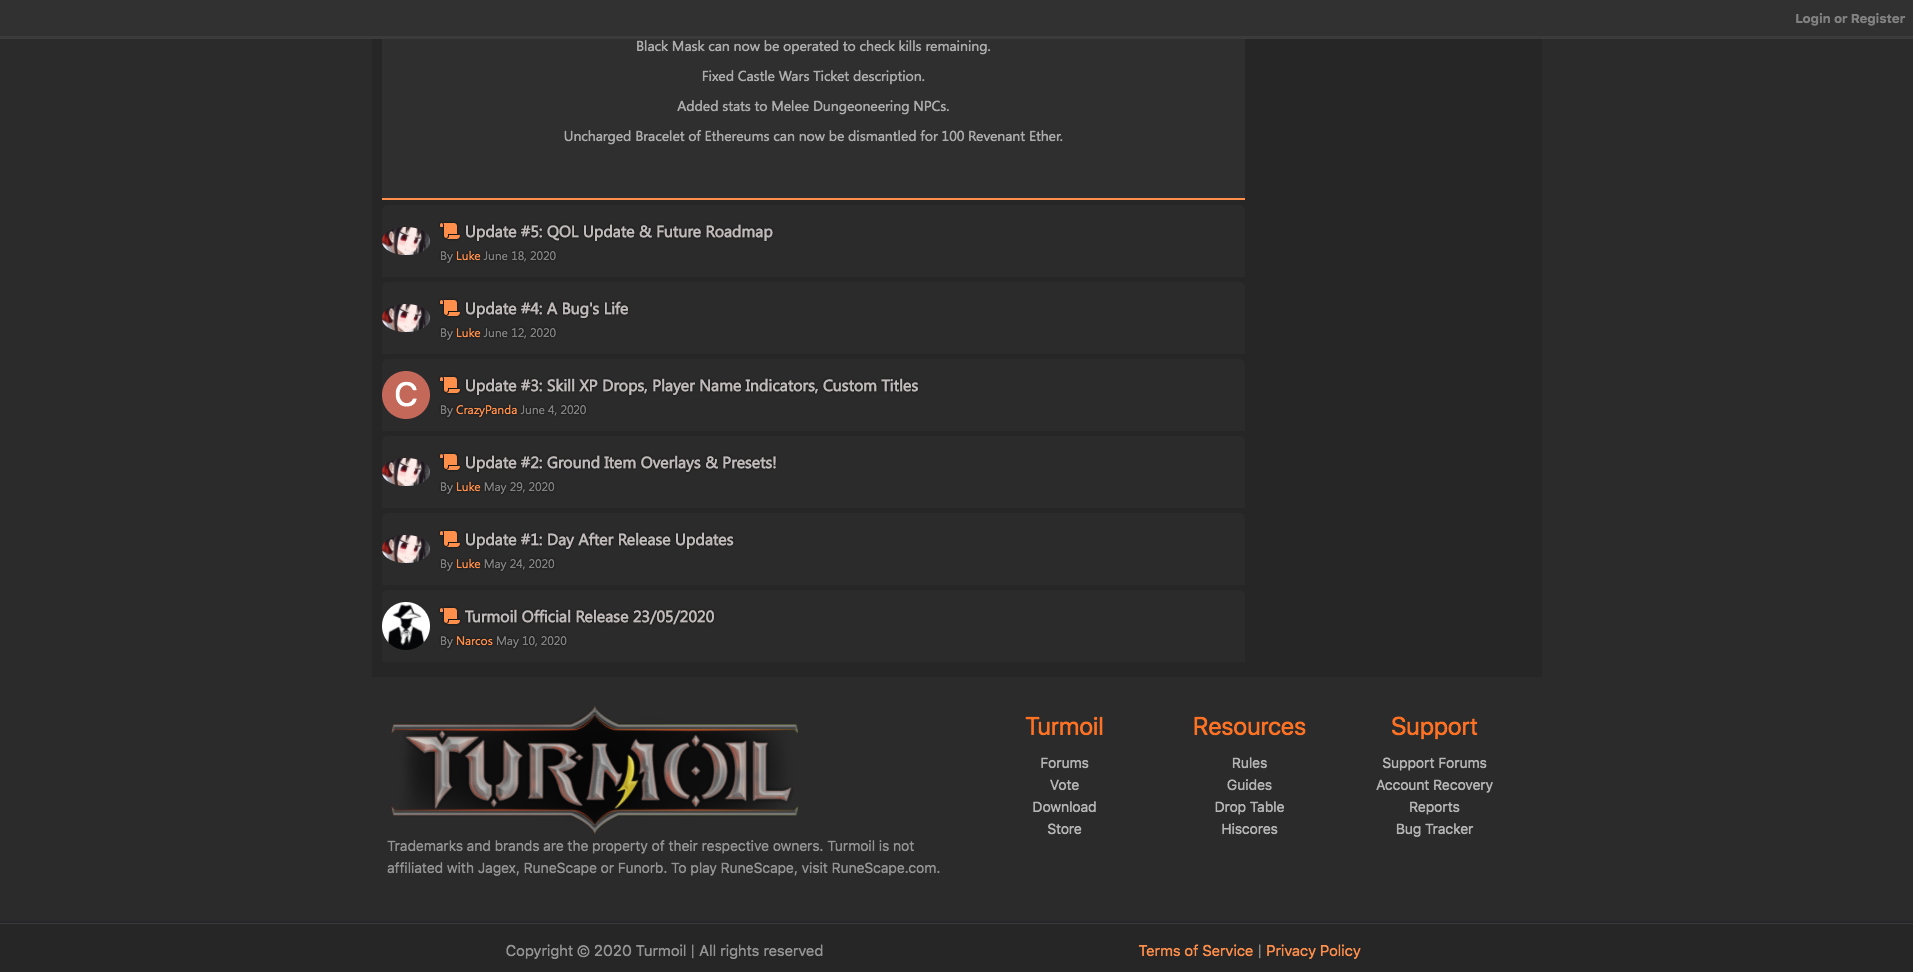 Login or Register
Black Mask can now be operated to check kills remaining.
Fixed Castle Wars Ticket description.
Added stats to Melee Dungeoneering NPCs.
Uncharged Bracelet of Ethereums can now be dismantled for 100 Revenant Ether.
Update #5: QOL Update & Future Roadmap
By Luke June 18, 2020
Update #4: A Bug's Life
By Luke June 12, 2020
C
Update #3: Skill XP Drops, Player Name Indicators, Custom Titles
By CrazyPanda June 4, 2020
Update #2: Ground Item Overlays & Presets!
By Luke May 29, 2020
Update #1: Day After Release Updates
By Luke May 24, 2020
Turmoil Official Release 23/05/2020
By Narcos May 10, 2020
TURMOIL
Trademarks and brands are the property of their respective owners. Turmoil is not
affiliated with Jagex, RuneScape or Funorb. To play RuneScape, visit RuneScape.com.
Turmoil
Forums
Vote
Download
Store
Resources
Rules
Guides
Drop Table
Hiscores
Support
Support Forums
Account Recovery
Reports
Bug Tracker
Copyright © 2020 Turmoil | All rights reserved
Terms of Service | Privacy Policy